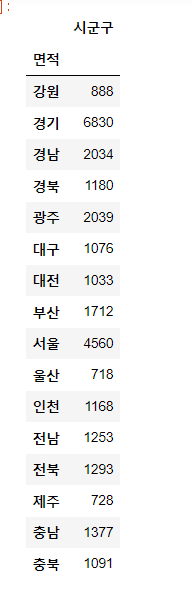 ]:
시군구
면적
강원 888
경기 6830
경남 2034
경북 1180
광주 2039
대구 1076
대전 1033
부산 1712
서울 4560
울산 718
인천 1168
전남 1253
전북 1293
제주 728
충남 1377
충북 1091